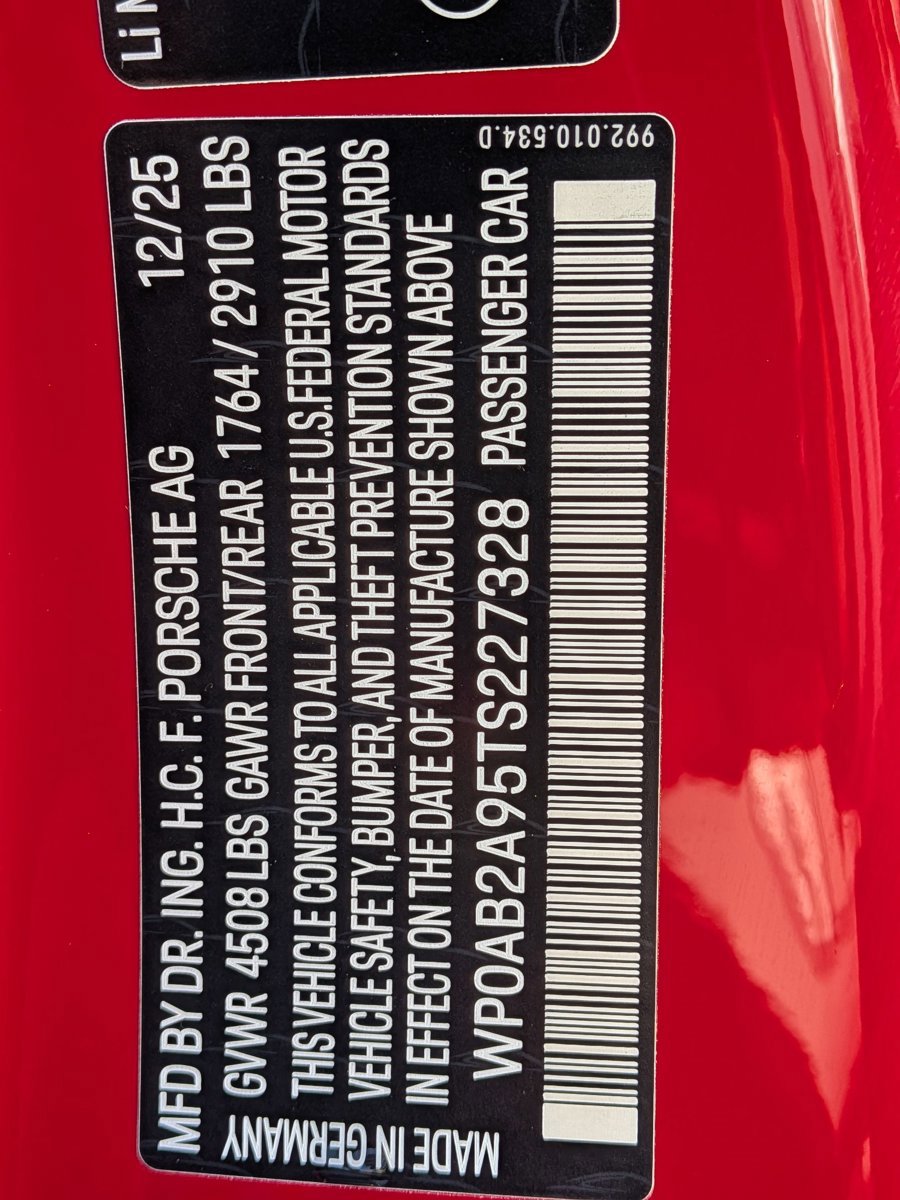 Li
MFD BY DR. ING. H.C. F. PORSCHE AG 12/25
GVWR 4508 LBS GAWR FRONT/REAR 1764 / 2910 LBS
THIS VEHICLE CONFORMS TO ALL APPLICABLE U.S.FEDERAL MOTOR
VEHICLE SAFETY, BUMPER, AND THEFT PREVENTION STANDARDS
IN EFFECT ON THE DATE OF MANUFACTURE SHOWN ABOVE
WP0AB2A95TS227328 PASSENGER CAR
MADE IN GERMANY
992.010.534.D